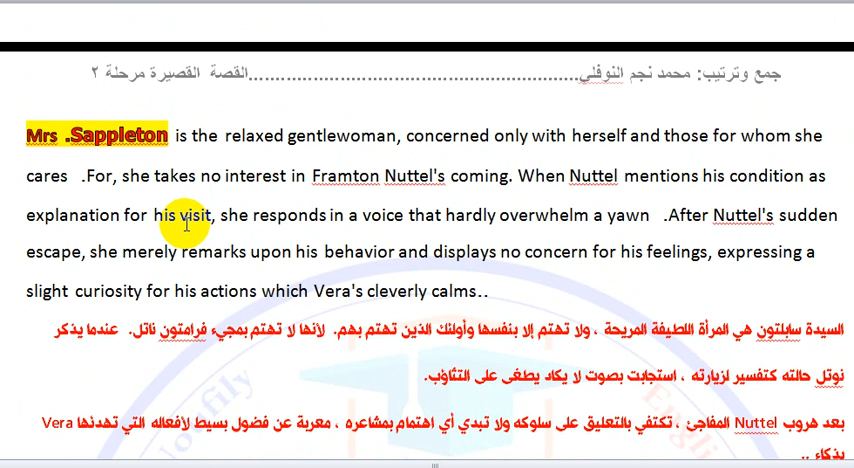 جمع وترتيب: محمد نجم النوفلي..........................................................القصة القصيرة مرحلة ٢
Mrs .Sappleton is the relaxed gentlewoman, concerned only with herself and those for whom she
cares .For, she takes no interest in Framton Nuttel's coming. When Nuttel mentions his condition as
explanation for his visit, she responds in a voice that hardly overwhelm a yawn .After Nuttel's sudden
escape, she merely remarks upon his behavior and displays no concern for his feelings, expressing a
slight curiosity for his actions which Vera's cleverly calms..
السيدة سابلتون هي المرأة اللطيفة المريحة ، ولا تهتم إلا بنفسها وأولئك الذين تهتم بهم. لأنها لا تهتم بمجيء فرامتون ناتل. عندما يذكر
نوتل حالته كتفسير لزيارته ، استجابت بصوت لا يكاد يطغى على التثاؤب.
بعد هروب Nuttel المفاجئ ، تكتفي بالتعليق على سلوكه ولا تبدي أي اهتمام بمشاعره ، معربة عن فضول بسيط لأفعاله التي تهدئها Vera
بذكاء ..